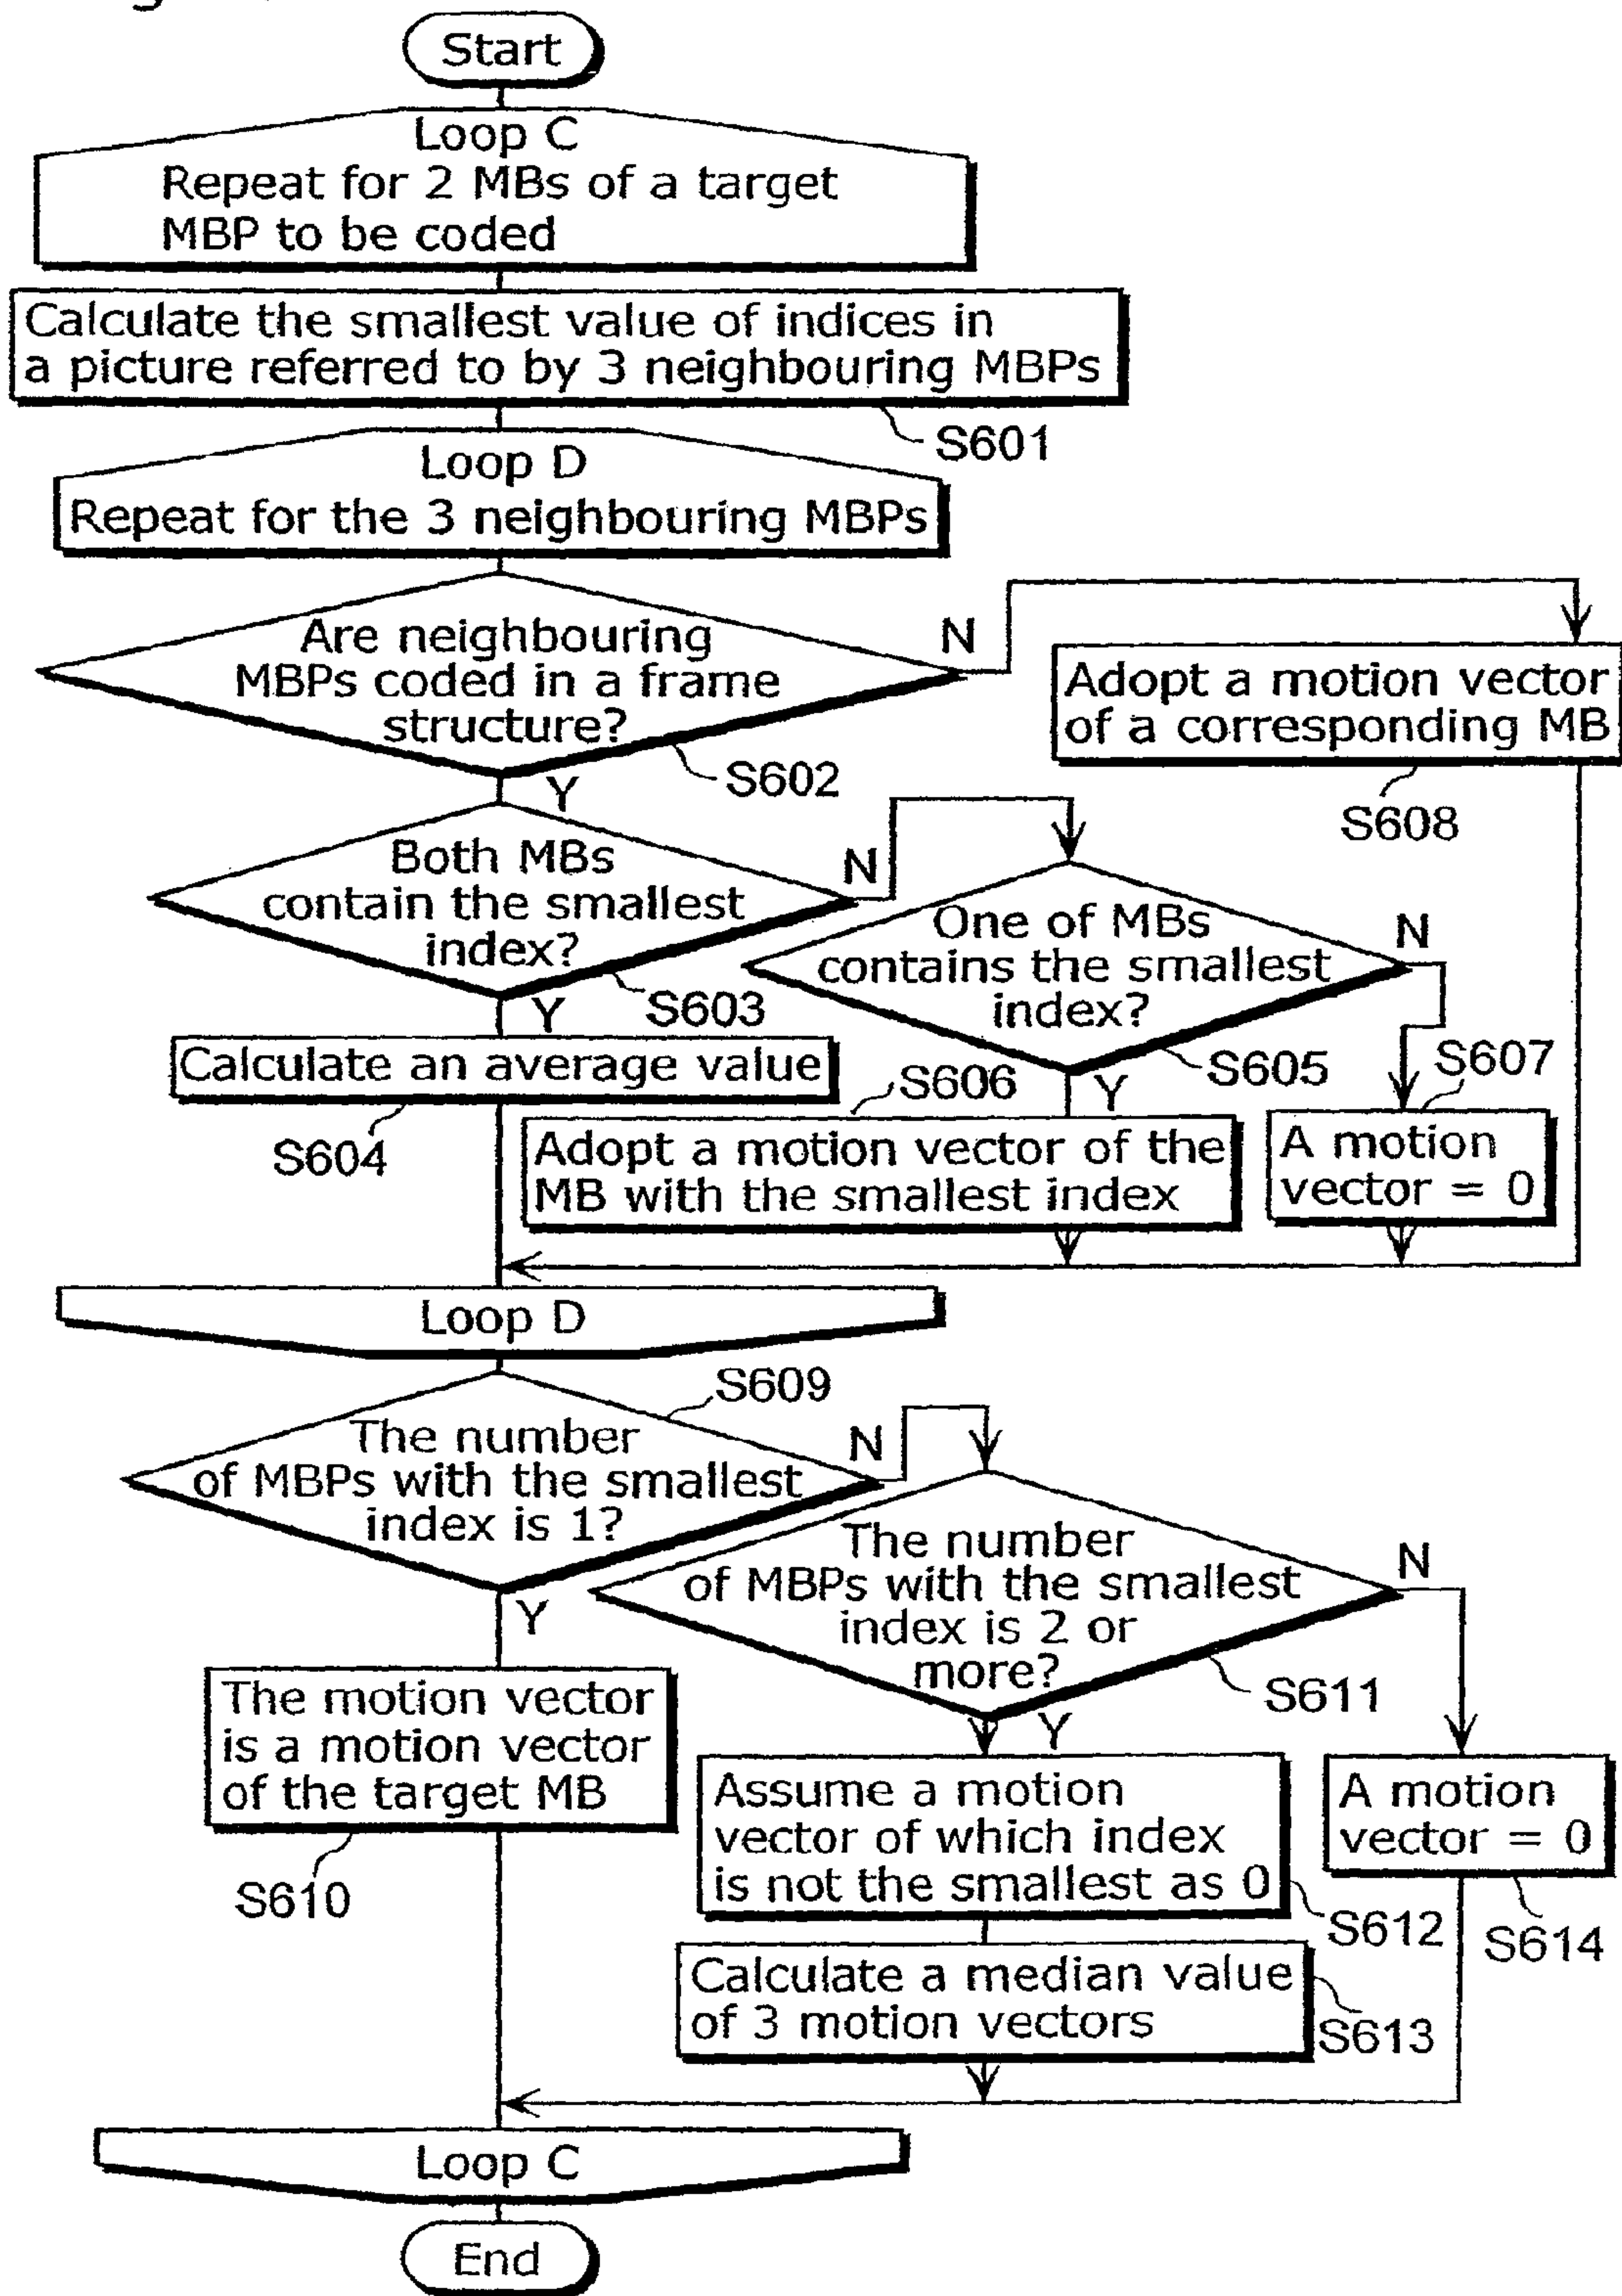 Start
Loop C
Repeat for 2 MBs of a target
MBP to be coded
Calculate the smallest value of indices in
a picture referred to by 3 neighbouring MBPs
S601
Loop D
Repeat for the 3 neighbouring MBPs
Are neighbouring
MBPs coded in a frame
structure?
N
Y
S602
Adopt a motion vector
of a corresponding MB
S608
Both MBs
contain the smallest
index?
N
Y
S603
One of MBs
contains the smallest
index?
N
Y
S605
Calculate an average value
S604
S606
Adopt a motion vector of the
MB with the smallest index
S607
A motion
vector = 0
Loop D
S609
The number
of MBPs with the smallest
index is 1?
N
Y
The number
of MBPs with the smallest
index is 2 or
more?
N
Y
S611
The motion vector
is a motion vector
of the target MB
S610
Assume a motion
vector of which index
is not the smallest as 0
S612
A motion
vector = 0
S614
Calculate a median value
of 3 motion vectors
S613
Loop C
End